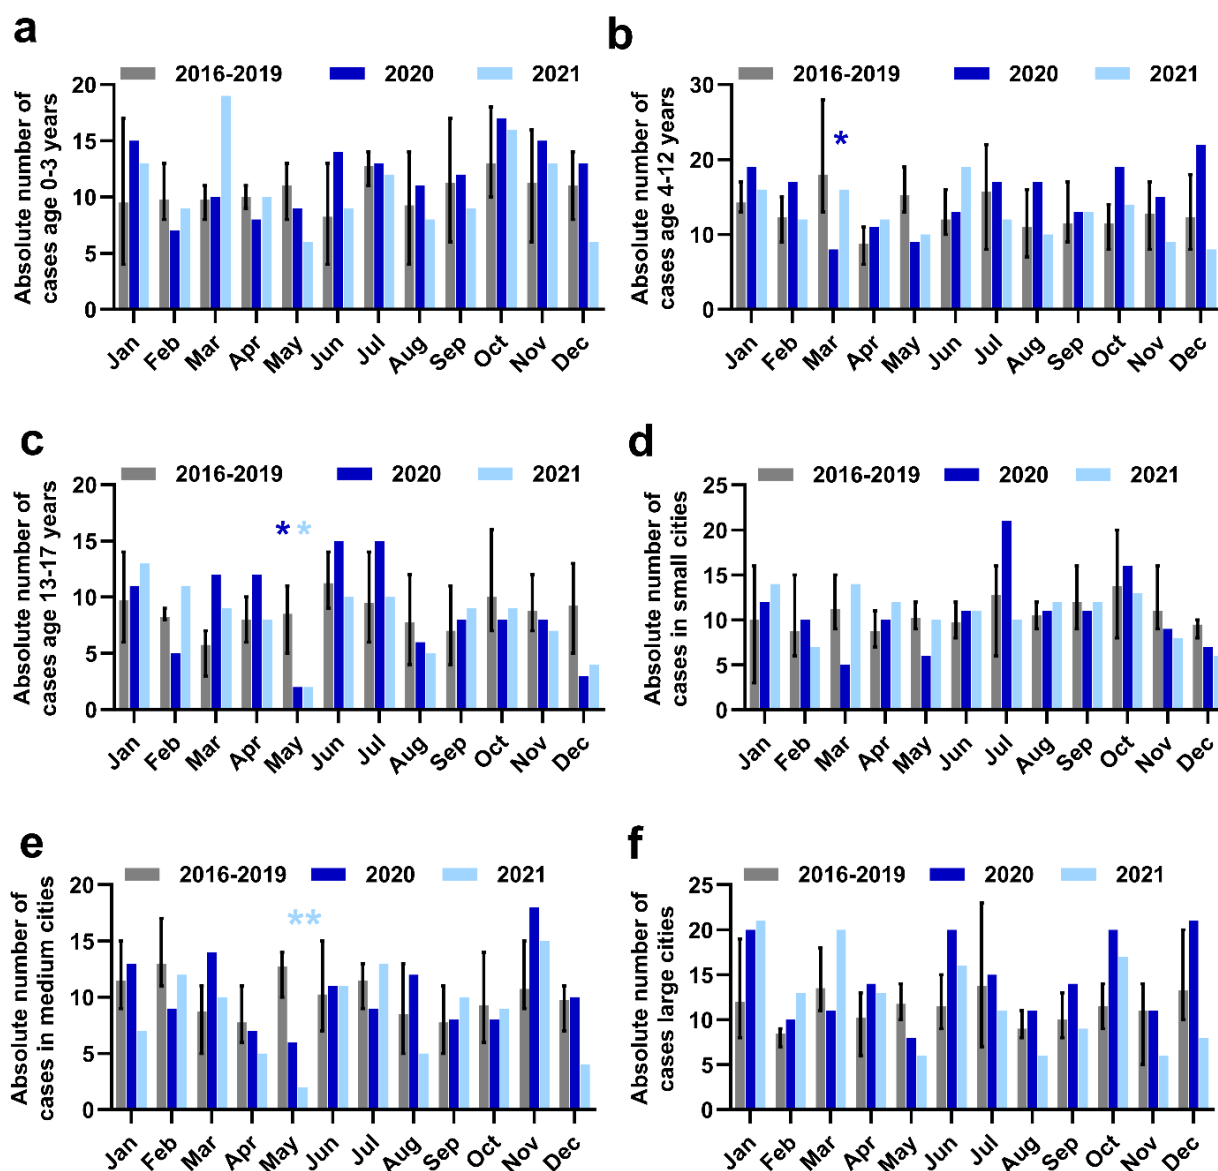 a
2016-2019 2020 2021
Absolute number of
cases age 0-3 years
20
15
10
5
0
Jan Feb Mar Apr May Jun Jul Aug Sep Oct Nov Dec
b
2016-2019 2020 2021
Absolute number of
cases age 4-12 years
30
20
10
0
*
Jan Feb Mar Apr May Jun Jul Aug Sep Oct Nov Dec
c
2016-2019 2020 2021
Absolute number of
cases age 13-17 years
20
15
10
5
0
* *
Jan Feb Mar Apr May Jun Jul Aug Sep Oct Nov Dec
d
2016-2019 2020 2021
Absolute number of
cases in small cities
25
20
15
10
5
0
Jan Feb Mar Apr May Jun Jul Aug Sep Oct Nov Dec
e
2016-2019 2020 2021
Absolute number of
cases in medium cities
20
15
10
5
0
**
Jan Feb Mar Apr May Jun Jul Aug Sep Oct Nov Dec
f
2016-2019 2020 2021
Absolute number of
cases large cities
25
20
15
10
5
0
Jan Feb Mar Apr May Jun Jul Aug Sep Oct Nov Dec